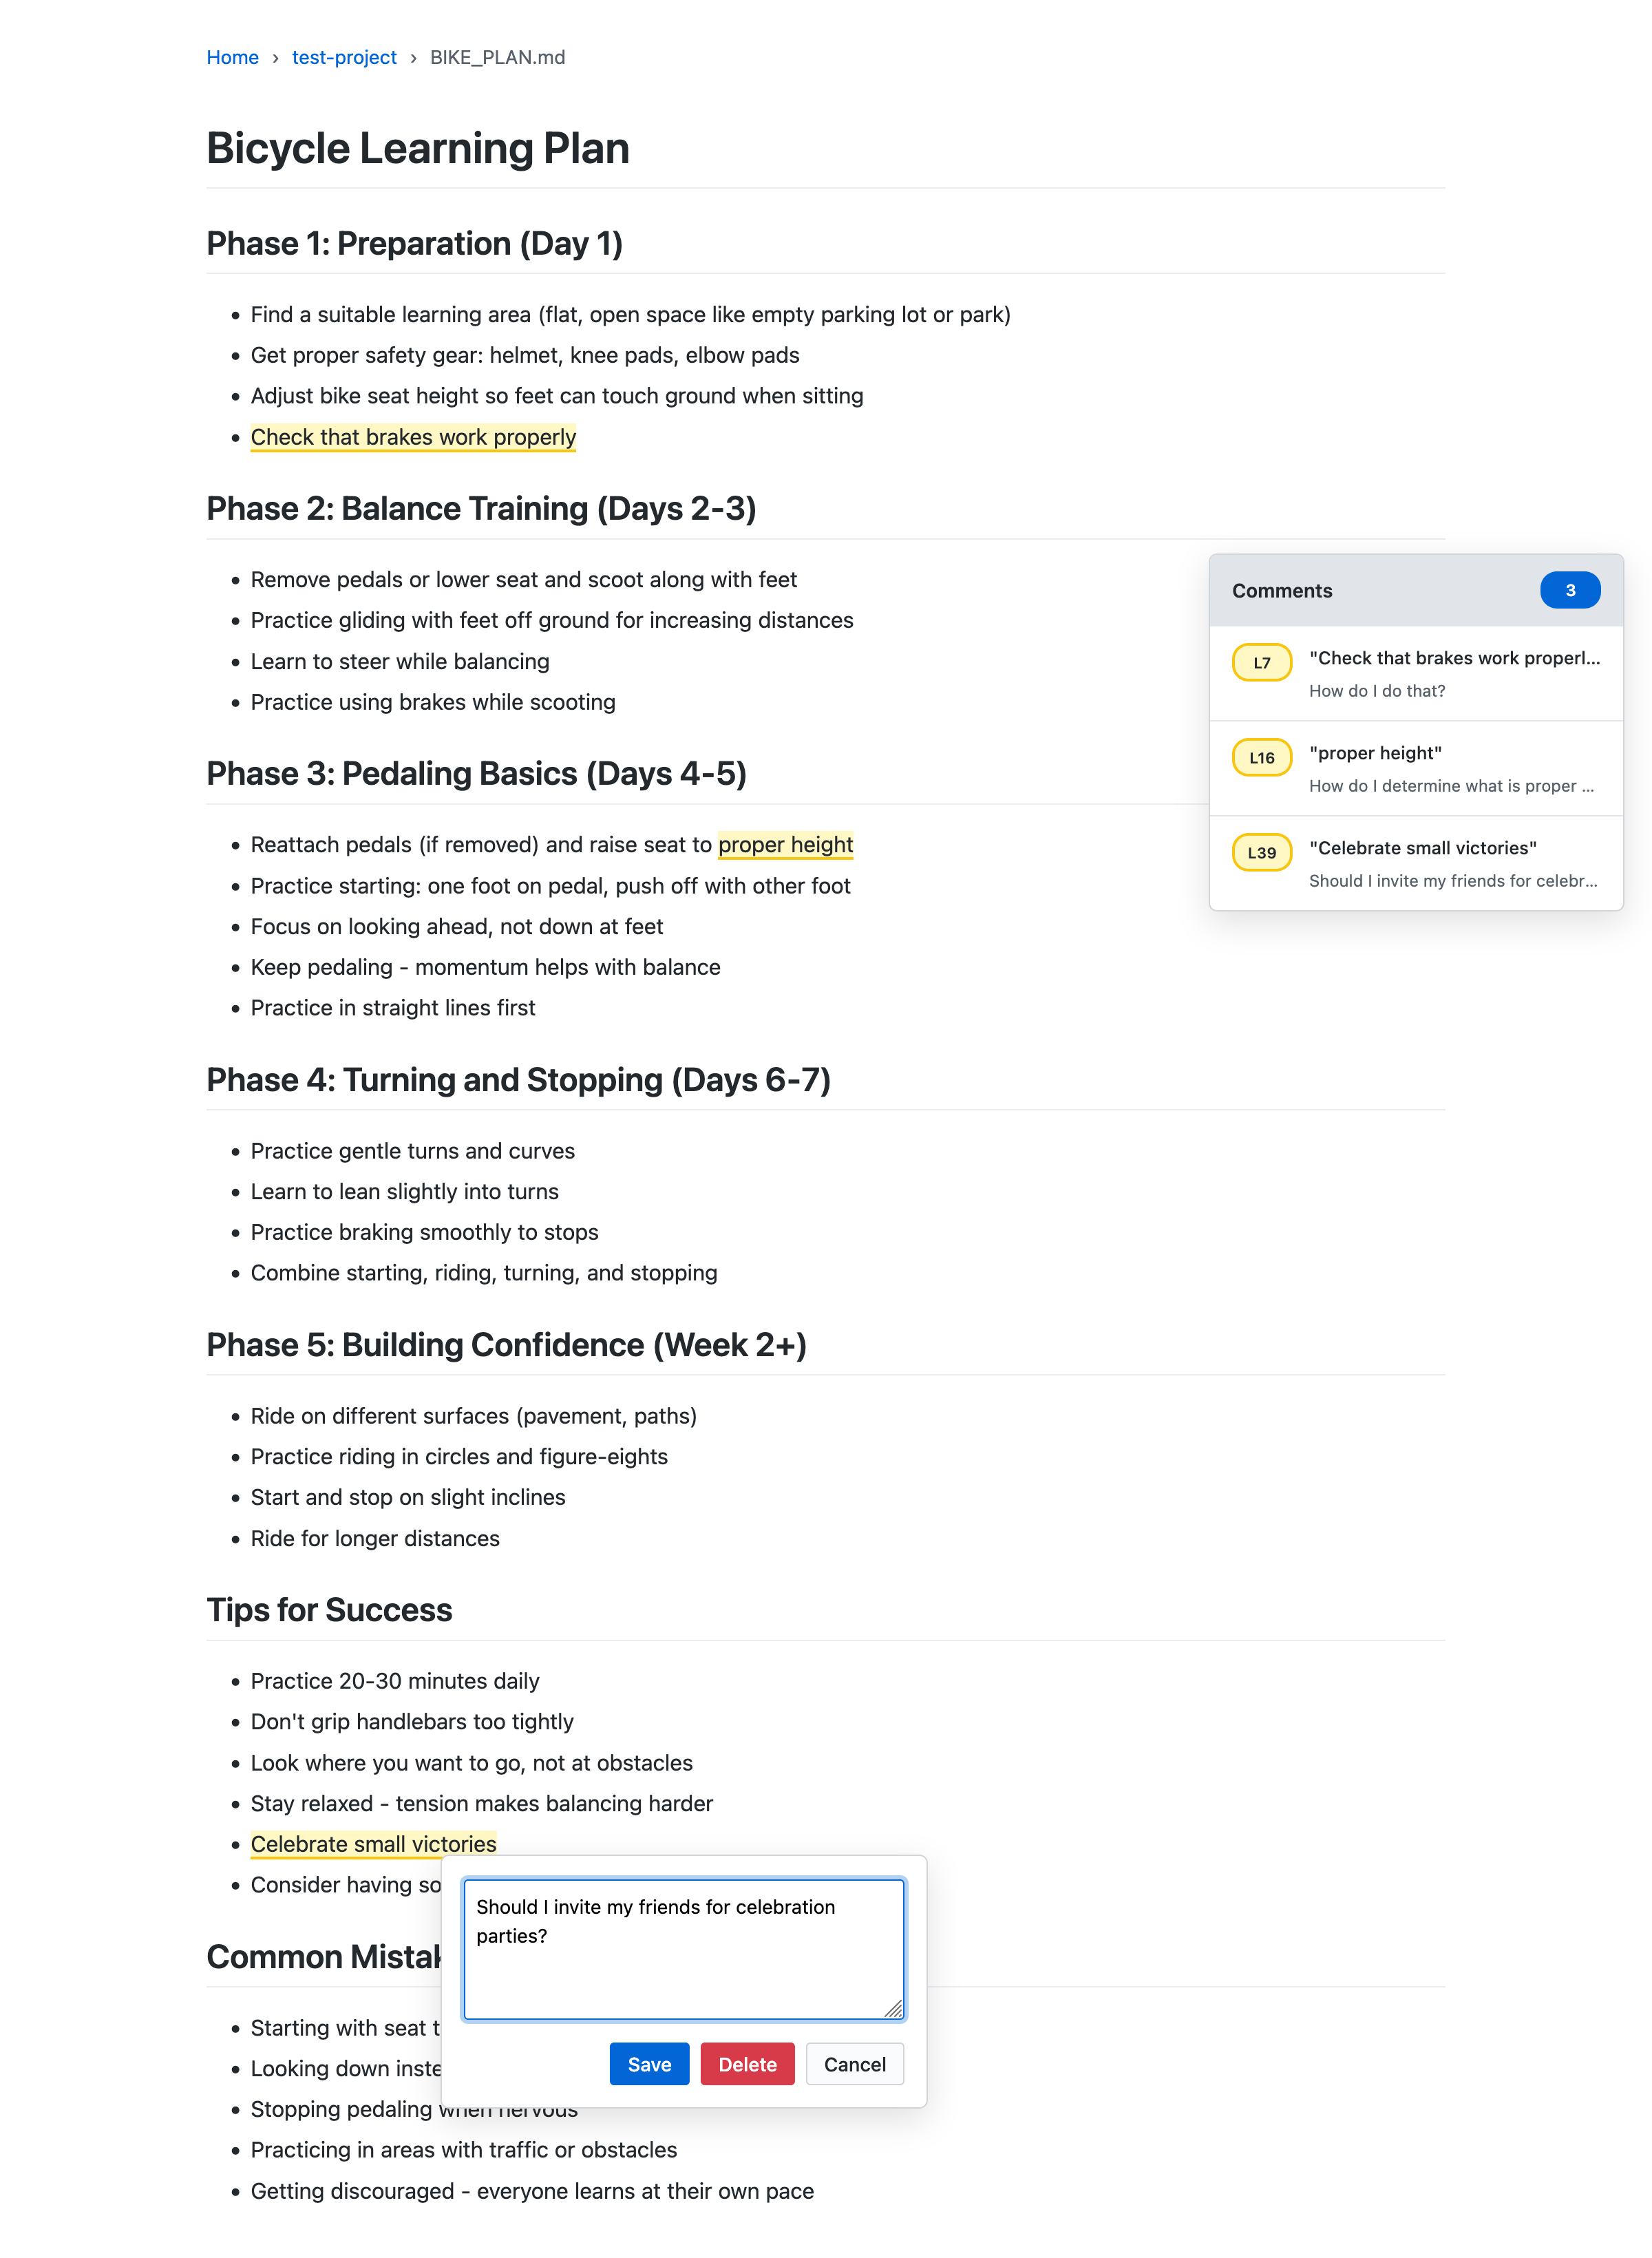 Home › test-project › BIKE_PLAN.md
Bicycle Learning Plan
Phase 1: Preparation (Day 1)
• Find a suitable learning area (flat, open space like empty parking lot or park)
• Get proper safety gear: helmet, knee pads, elbow pads
• Adjust bike seat height so feet can touch ground when sitting
• Check that brakes work properly
Phase 2: Balance Training (Days 2-3)
• Remove pedals or lower seat and scoot along with feet
• Practice gliding with feet off ground for increasing distances
• Learn to steer while balancing
• Practice using brakes while scooting
Phase 3: Pedaling Basics (Days 4-5)
• Reattach pedals (if removed) and raise seat to proper height
• Practice starting: one foot on pedal, push off with other foot
• Focus on looking ahead, not down at feet
• Keep pedaling - momentum helps with balance
• Practice in straight lines first
Phase 4: Turning and Stopping (Days 6-7)
• Practice gentle turns and curves
• Learn to lean slightly into turns
• Practice braking smoothly to stops
• Combine starting, riding, turning, and stopping
Phase 5: Building Confidence (Week 2+)
• Ride on different surfaces (pavement, paths)
• Practice riding in circles and figure-eights
• Start and stop on slight inclines
• Ride for longer distances
Tips for Success
• Practice 20-30 minutes daily
• Don't grip handlebars too tightly
• Look where you want to go, not at obstacles
• Stay relaxed - tension makes balancing harder
• Celebrate small victories
• Consider having so
Common
• Starting with seat
• Looking down
• Stopping pedaling when nervous
• Practicing in areas with traffic or obstacles
• Getting discouraged - everyone learns at their own pace
Comments 3
L7 "Check that brakes work properl...
How do I do that?
L16 "proper height"
How do I determine what is proper ...
L39 "Celebrate small victories"
Should I invite my friends for celebr...
Should I invite my friends for celebration
parties?
Save Delete Cancel